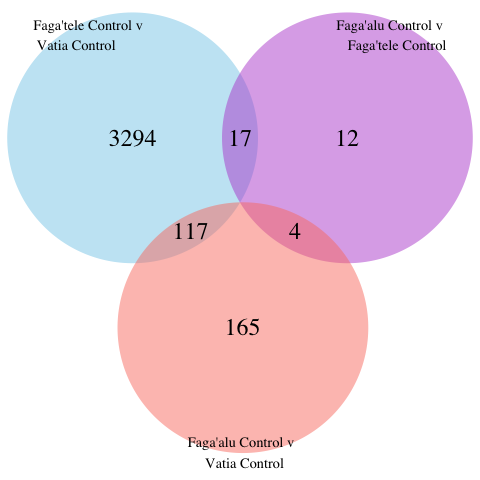 Faga'tele Control v
Vatia Control
Faga'alu Control v
Faga'tele Control
3294
17
12
117
4
165
Faga'alu Control v
Vatia Control